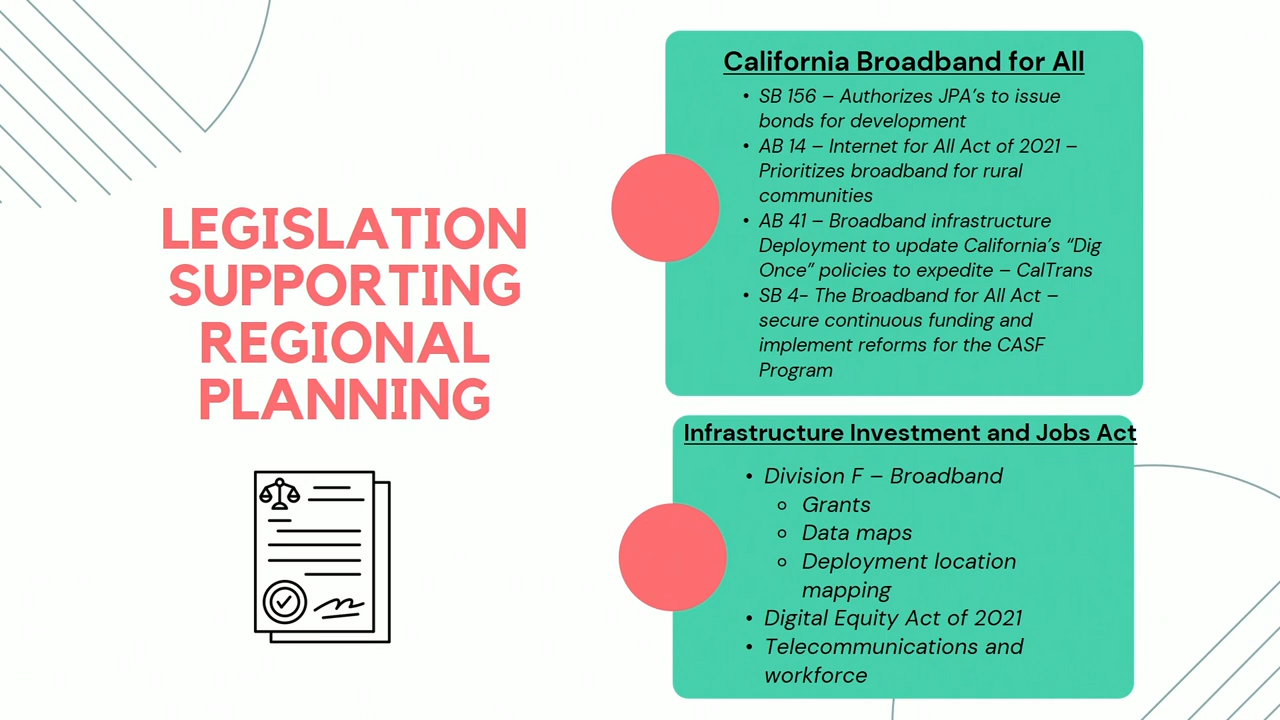 LEGISLATION
SUPPORTING
REGIONAL
PLANNING
California Broadband for All
• SB 156 – Authorizes JPA’s to issue
bonds for development
• AB 14 – Internet for All Act of 2021 –
Prioritizes broadband for rural
communities
• AB 41 – Broadband infrastructure
Deployment to update California’s “Dig
Once” policies to expedite – CalTrans
• SB 4- The Broadband for All Act –
secure continuous funding and
implement reforms for the CASF
Program
Infrastructure Investment and Jobs Act
• Division F – Broadband
○ Grants
○ Data maps
○ Deployment location
mapping
• Digital Equity Act of 2021
• Telecommunications and
workforce